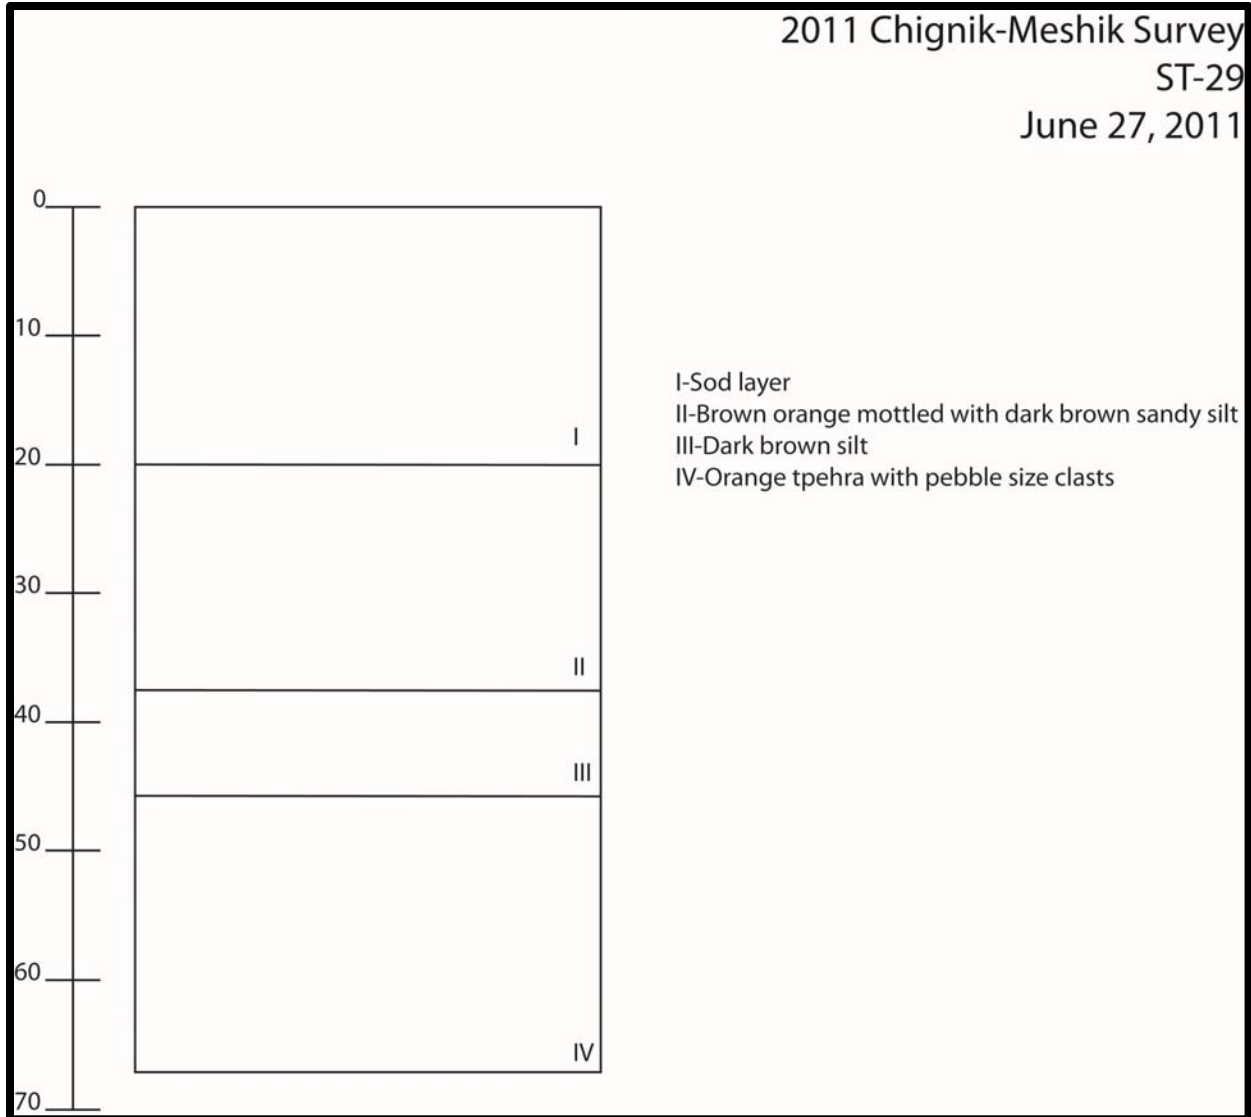 2011 Chignik-Meshik Survey
ST-29
June 27, 2011
0
10
I
20
30
II
40
III
50
60
IV
70
I-Sod layer
II-Brown orange mottled with dark brown sandy silt
III-Dark brown silt
IV-Orange tpehra with pebble size clasts